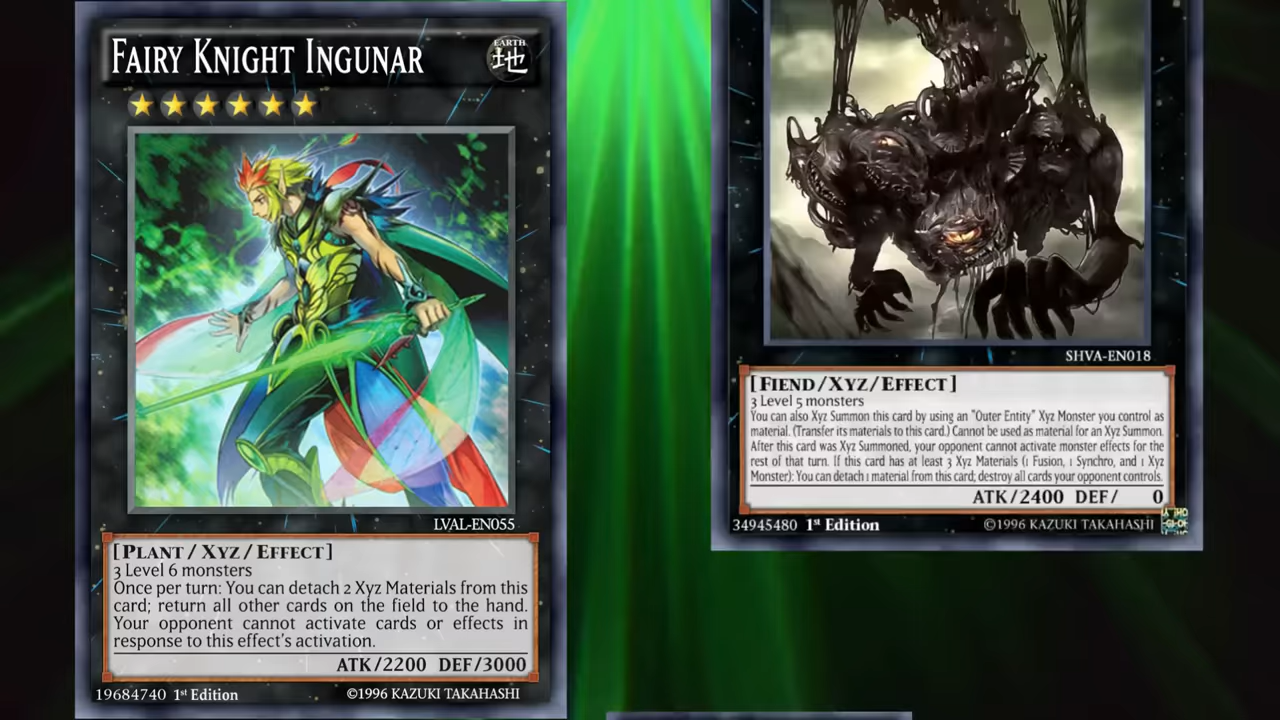 FAIRY KNIGHT INGUNAR
EARTH
地
LVAL-EN055
[PLANT / XYZ / EFFECT]
3 Level 6 monsters
Once per turn: You can detach 2 Xyz Materials from this
card; return all other cards on the field to the hand.
Your opponent cannot activate cards or effects in
response to this effect's activation.
ATK/2200 DEF/3000
19684740 1st Edition
©1996 KAZUKI TAKAHASHI
SHVA-EN018
[FIEND/XYZ/EFFECT]
3 Level 5 monsters
You can also Xyz Summon this card by using an "Outer Entity" Xyz Monster you control as
material. (Transfer its materials to this card.) Cannot be used as material for an Xyz Summon.
After this card was Xyz Summoned, your opponent cannot activate monster effects for the
rest of that turn. If this card has at least 3 Xyz Materials (1 Fusion, 1 Synchro, and 1 Xyz
Monster): You can detach 1 material from this card; destroy all cards your opponent controls.
ATK/2400 DEF/ 0
34945480 1st Edition
©1996 KAZUKI TAKAHASHI